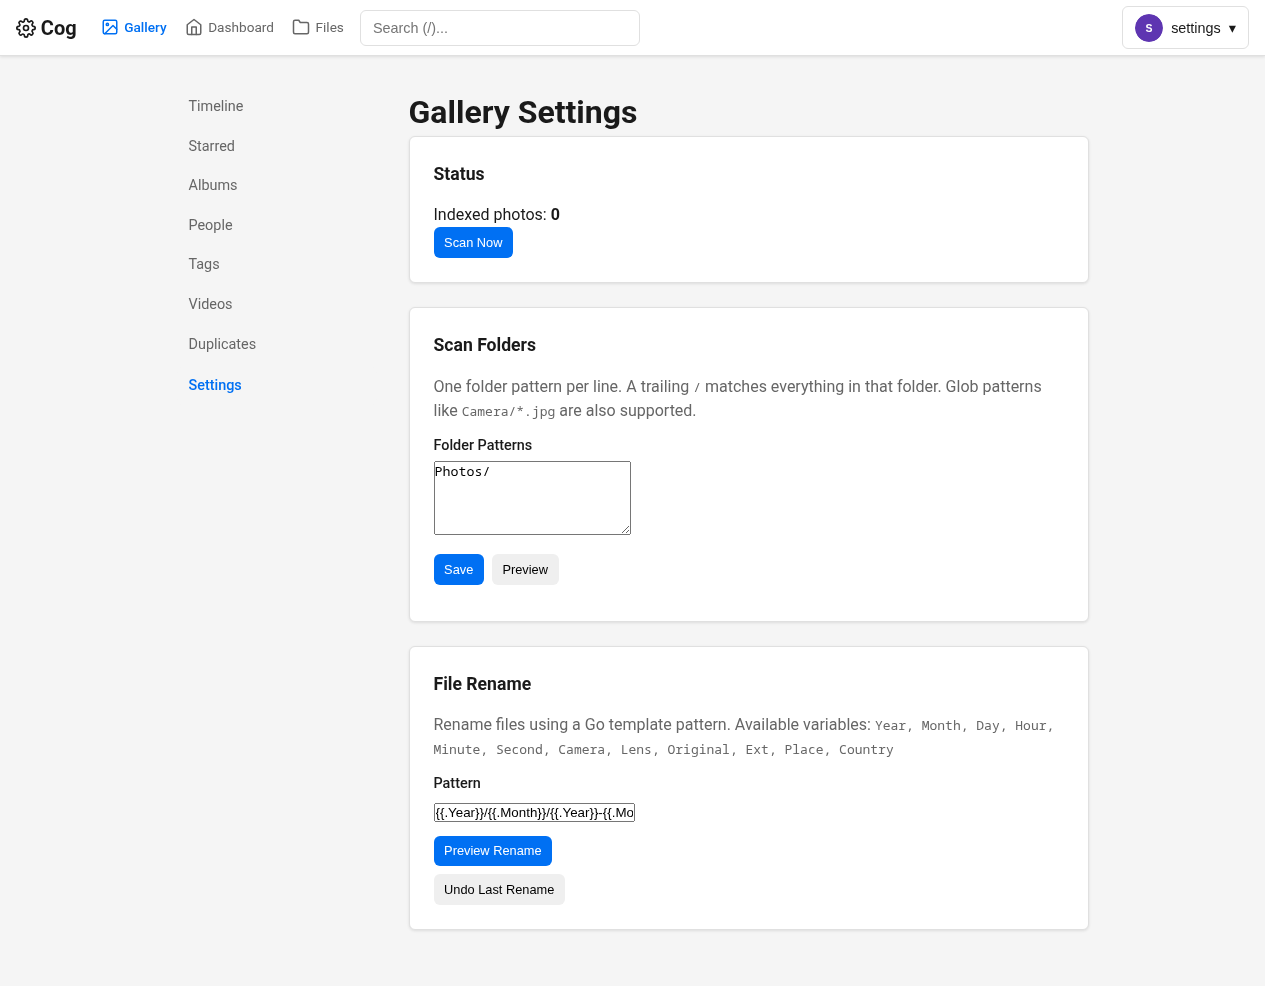 Cog
Gallery
Dashboard
Files
Search (/)...
S
settings ▾
Timeline
Starred
Albums
People
Tags
Videos
Duplicates
Settings
Gallery Settings
Status
Indexed photos: 0
Scan Now
Scan Folders
One folder pattern per line. A trailing / matches everything in that folder. Glob patterns
like Camera/*.jpg are also supported.
Folder Patterns
Photos/
Save
Preview
File Rename
Rename files using a Go template pattern. Available variables: Year, Month, Day, Hour,
Minute, Second, Camera, Lens, Original, Ext, Place, Country
Pattern
{{.Year}}/{{.Month}}/{{.Year}}-{{.Mo
Preview Rename
Undo Last Rename